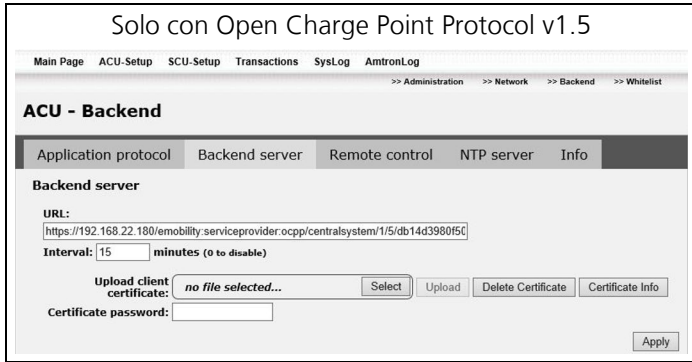 Solo con Open Charge Point Protocol v1.5
Main Page ACU-Setup SCU-Setup Transactions SysLog AmtronLog
>> Administration >> Network >> Backend >> Whitelist
ACU - Backend
Application protocol Backend server Remote control NTP server Info
Backend server
URL:
https://192.168.22.180/emobility:serviceprovider:ocpp/centralsystem/1/5/db14d3980f50
Interval: 15 minutes (0 to disable)
Upload client certificate: no file selected... Select Upload Delete Certificate Certificate Info
Certificate password:
Apply